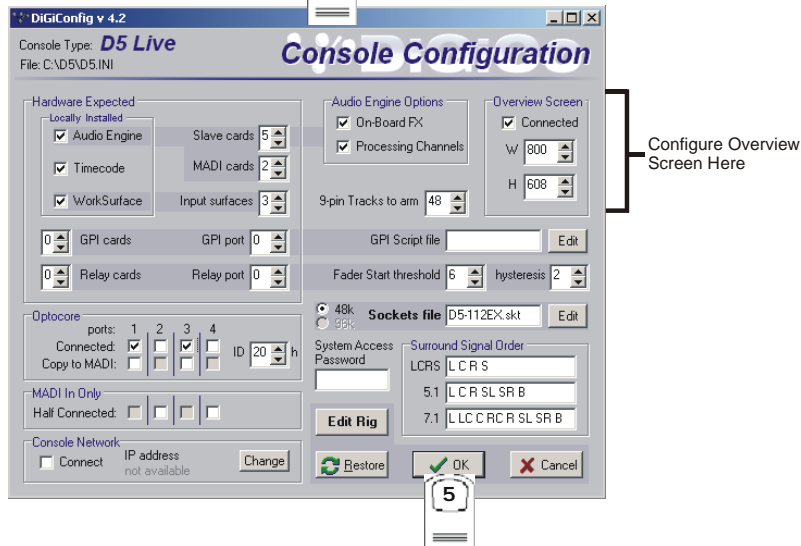 DiGiConfig v 4.2
Console Type: D5 Live
File: C:\D5\D5.INI
Console Configuration
Hardware Expected
Locally Installed
Audio Engine
Timecode
WorkSurface
Slave cards 5
MADI cards 2
Input surfaces 3
0 GPI cards
GPI port 0
0 Relay cards
Relay port 0
Audio Engine Options
On-Board FX
Processing Channels
Overview Screen
Connected
W 800
H 608
Configure Overview
Screen Here
9-pin Tracks to arm 48
GPI Script file
Edit
Fader Start threshold 6
hysteresis 2
Optocore
ports: 1 2 3 4
Connected:
Copy to MADI:
ID 20 h
MADI In Only
Half Connected:
Console Network
Connect
IP address
not available
Change
48k
96k
Sockets file D5-112EX.skt
Edit
System Access
Password
Surround Signal Order
LCRS L C R S
5.1 L C R SL SR B
7.1 L LC C RC R SL SR B
Edit Rig
Restore
OK
Cancel
5